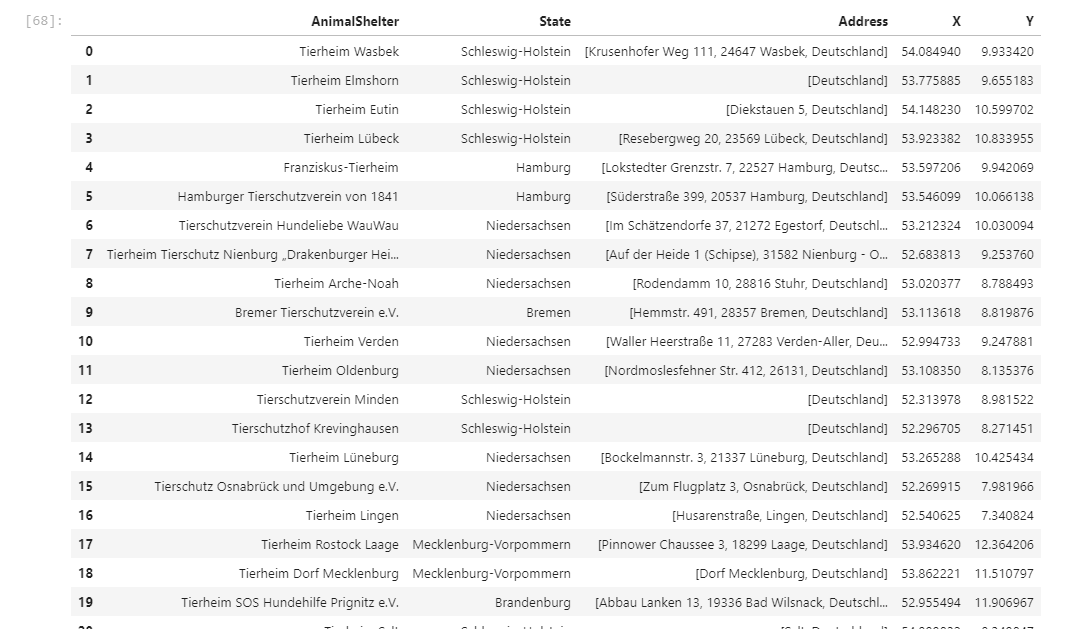 [68]: AnimalShelter State Address X Y
0 Tierheim Wasbek Schleswig-Holstein [Krusenhofer Weg 111, 24647 Wasbek, Deutschland] 54.084940 9.933420
1 Tierheim Elmshorn Schleswig-Holstein [Deutschland] 53.775885 9.655183
2 Tierheim Eutin Schleswig-Holstein [Diekstauen 5, Deutschland] 54.148230 10.599702
3 Tierheim Lübeck Schleswig-Holstein [Resebergweg 20, 23569 Lübeck, Deutschland] 53.923382 10.833955
4 Franziskus-Tierheim Hamburg [Lokstedter Grenzstr. 7, 22527 Hamburg, Deutsc... 53.597206 9.942069
5 Hamburger Tierschutzverein von 1841 Hamburg [Süderstraße 399, 20537 Hamburg, Deutschland] 53.546099 10.066138
6 Tierschutzverein Hundeliebe WauWau Niedersachsen [Im Schätzendorfe 37, 21272 Egestorf, Deutschl... 53.212324 10.030094
7 Tierheim Tierschutz Nienburg „Drakenburger Hei... Niedersachsen [Auf der Heide 1 (Schipse), 31582 Nienburg - O... 52.683813 9.253760
8 Tierheim Arche-Noah Niedersachsen [Rodendamm 10, 28816 Stuhr, Deutschland] 53.020377 8.788493
9 Bremer Tierschutzverein e.V. Bremen [Hemmstr. 491, 28357 Bremen, Deutschland] 53.113618 8.819876
10 Tierheim Verden Niedersachsen [Waller Heerstraße 11, 27283 Verden-Aller, Deu... 52.994733 9.247881
11 Tierheim Oldenburg Niedersachsen [Nordmoslesfehner Str. 412, 26131, Deutschland] 53.108350 8.135376
12 Tierschutzverein Minden Schleswig-Holstein [Deutschland] 52.313978 8.981522
13 Tierschutzhof Krevinghausen Schleswig-Holstein [Deutschland] 52.296705 8.271451
14 Tierheim Lüneburg Niedersachsen [Bockelmannstr. 3, 21337 Lüneburg, Deutschland] 53.265288 10.425434
15 Tierschutz Osnabrück und Umgebung e.V. Niedersachsen [Zum Flugplatz 3, Osnabrück, Deutschland] 52.269915 7.981966
16 Tierheim Lingen Niedersachsen [Husarenstraße, Lingen, Deutschland] 52.540625 7.340824
17 Tierheim Rostock Laage Mecklenburg-Vorpommern [Pinnower Chaussee 3, 18299 Laage, Deutschland] 53.934620 12.364206
18 Tierheim Dorf Mecklenburg Mecklenburg-Vorpommern [Dorf Mecklenburg, Deutschland] 53.862221 11.510797
19 Tierheim SOS Hundehilfe Prignitz e.V. Brandenburg [Abbau Lanken 13, 19336 Bad Wilsnack, Deutschl... 52.955494 11.906967